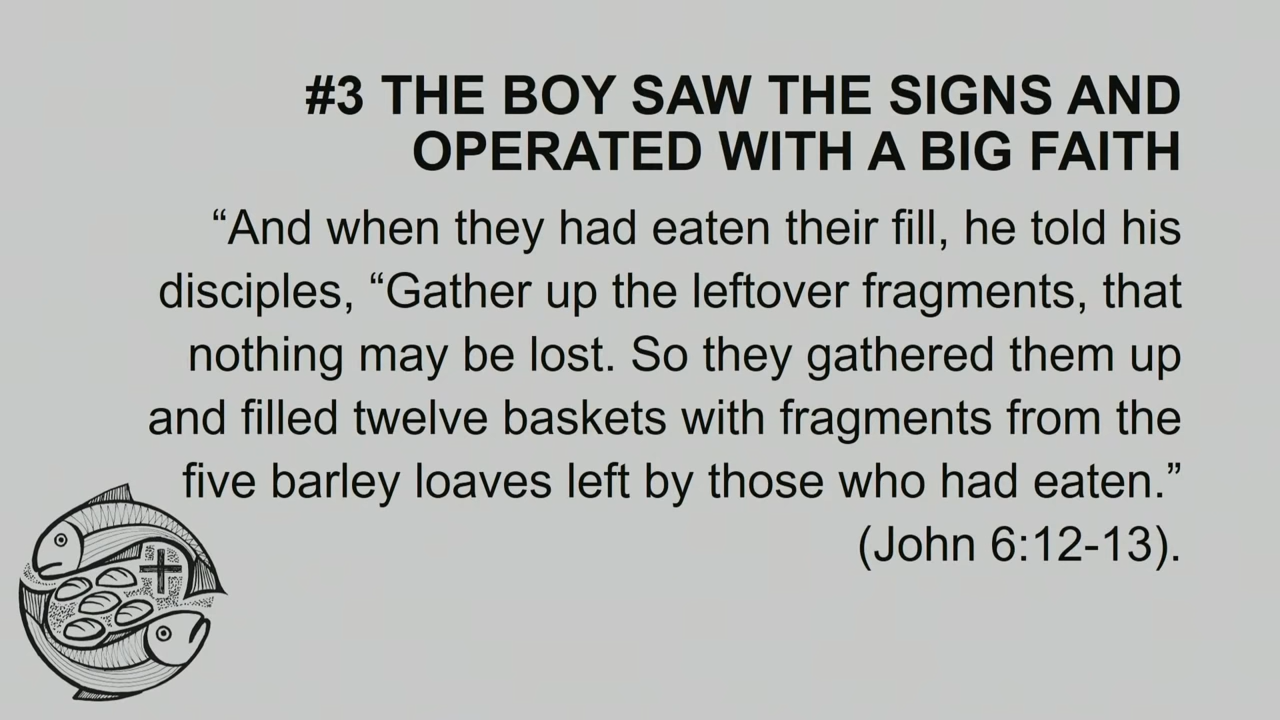 #3 THE BOY SAW THE SIGNS AND
OPERATED WITH A BIG FAITH
“And when they had eaten their fill, he told his
disciples, “Gather up the leftover fragments, that
nothing may be lost. So they gathered them up
and filled twelve baskets with fragments from the
five barley loaves left by those who had eaten.”
(John 6:12-13).